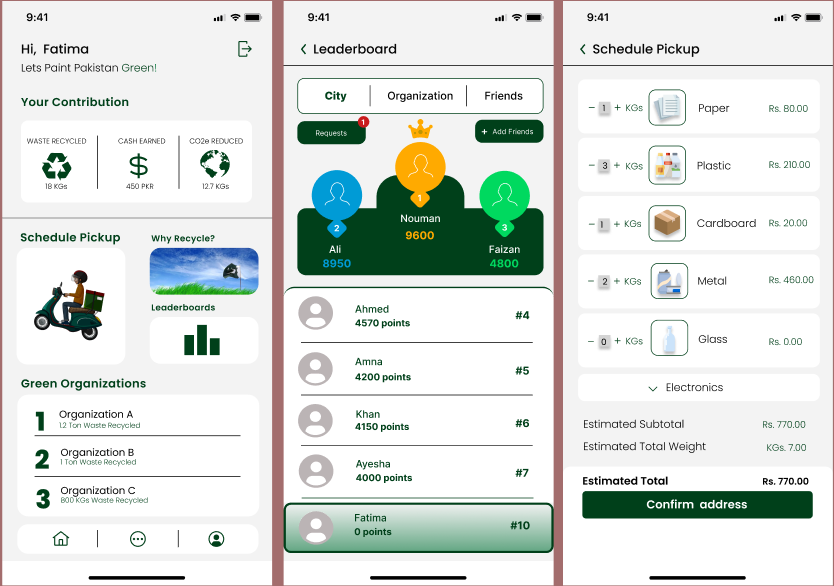 9:41
Hi, Fatima
Lets Paint Pakistan Green!
Your Contribution
WASTE RECYCLED
18 KGs
CASH EARNED
450 PKR
CO2e REDUCED
12.7 KGs
Schedule Pickup
Why Recycle?
Leaderboards
Green Organizations
1 Organization A
1.2 Ton Waste Recycled
2 Organization B
1 Ton Waste Recycled
3 Organization C
800 KGs Waste Recycled
9:41
Leaderboard
City Organization Friends
Requests 1
+ Add Friends
1
Nouman
9600
2
Ali
8950
3
Faizan
4800
Ahmed
4570 points
#4
Amna
4200 points
#5
Khan
4150 points
#6
Ayesha
4000 points
#7
Fatima
0 points
#10
9:41
Schedule Pickup
− 1 + KGs Paper Rs. 80.00
− 3 + KGs Plastic Rs. 210.00
− 1 + KGs Cardboard Rs. 20.00
− 2 + KGs Metal Rs. 460.00
− 0 + KGs Glass Rs. 0.00
Electronics
Estimated Subtotal Rs. 770.00
Estimated Total Weight KGs. 7.00
Estimated Total Rs. 770.00
Confirm address